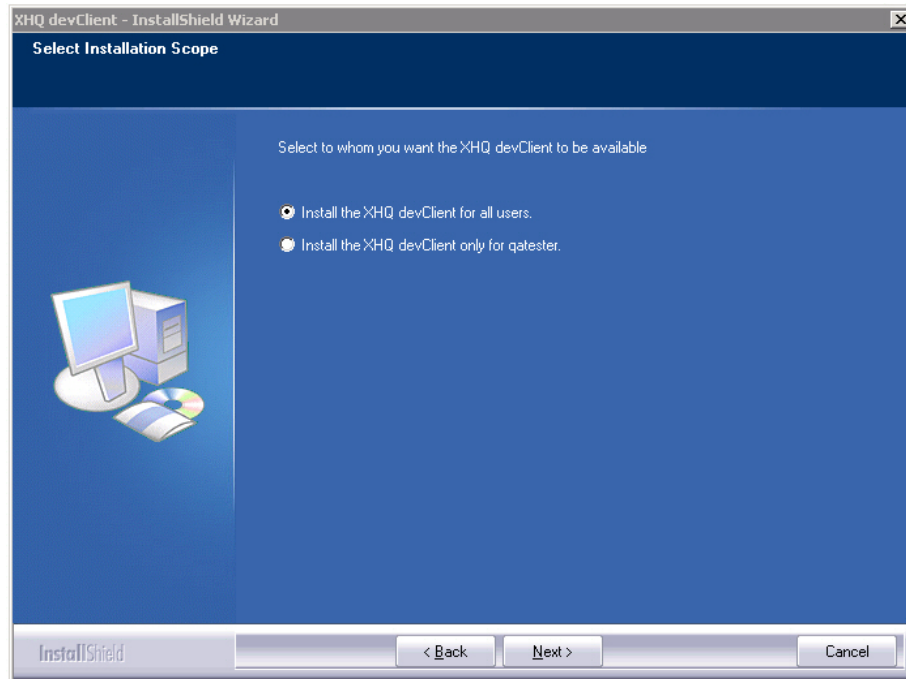 XHQ devClient - InstallShield Wizard
Select Installation Scope
Select to whom you want the XHQ devClient to be available
Install the XHQ devClient for all users.
Install the XHQ devClient only for qatester.
InstallShield
< Back
Next >
Cancel